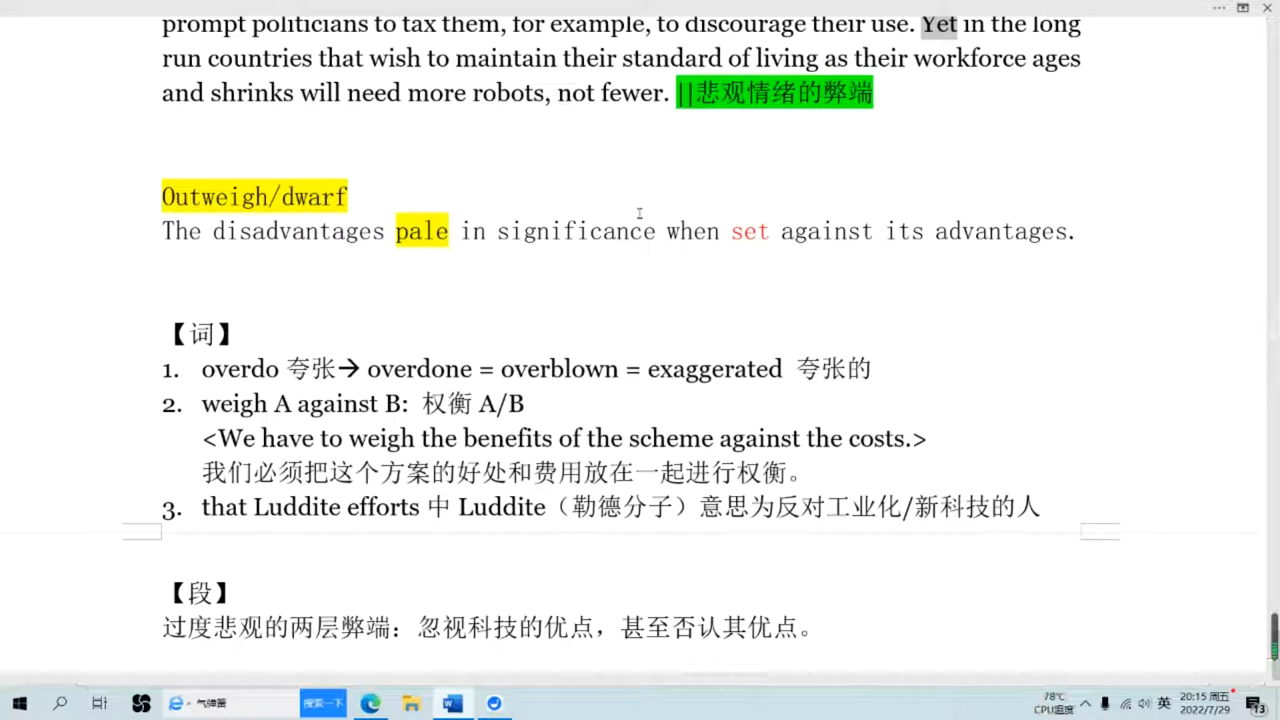 prompt politicians to tax them, for example, to discourage their use. Yet in the long
run countries that wish to maintain their standard of living as their workforce ages
and shrinks will need more robots, not fewer. ||悲观情绪的弊端
Outweigh/dwarf
The disadvantages pale in significance when set against its advantages.
【词】
1. overdo 夸张→ overdone = overblown = exaggerated 夸张的
2. weigh A against B: 权衡 A/B
<We have to weigh the benefits of the scheme against the costs.>
我们必须把这个方案的好处和费用放在一起进行权衡。
3. that Luddite efforts 中 Luddite（勒德分子）意思为反对工业化/新科技的人
【段】
过度悲观的两层弊端：忽视科技的优点，甚至否认其优点。
气弹簧 搜索一下 78℃ 英 20:15 周五
CPU温度 2022/7/29 13